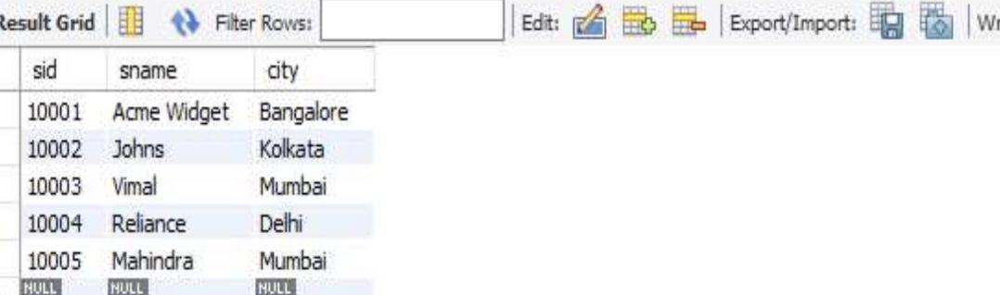 Result Grid Filter Rows: Edit: Export/Import:
sid sname city
10001 Acme Widget Bangalore
10002 Johns Kolkata
10003 Vimal Mumbai
10004 Reliance Delhi
10005 Mahindra Mumbai
NULL NULL NULL